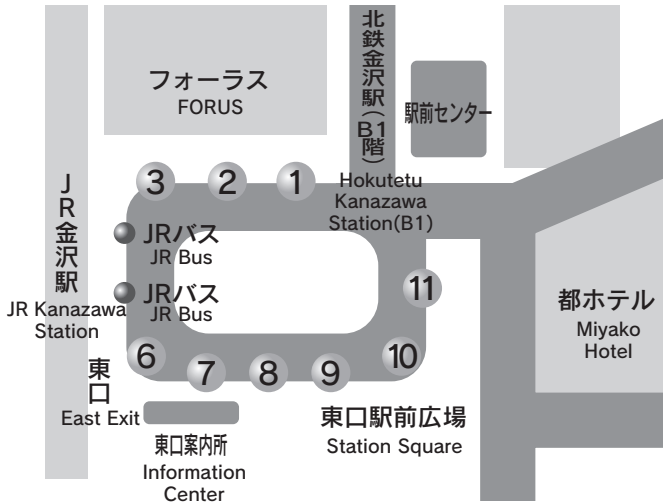 北鉄金沢駅(B1階)
Hokutetu
Kanazawa
Station(B1)
フォーラス
FORUS
駅前センター
3
2
1
JR金沢駅
JR Kanazawa
Station
JRバス
JR Bus
JRバス
JR Bus
11
都ホテル
Miyako
Hotel
6
7
8
9
10
東口
East Exit
東口案内所
Information
Center
東口駅前広場
Station Square